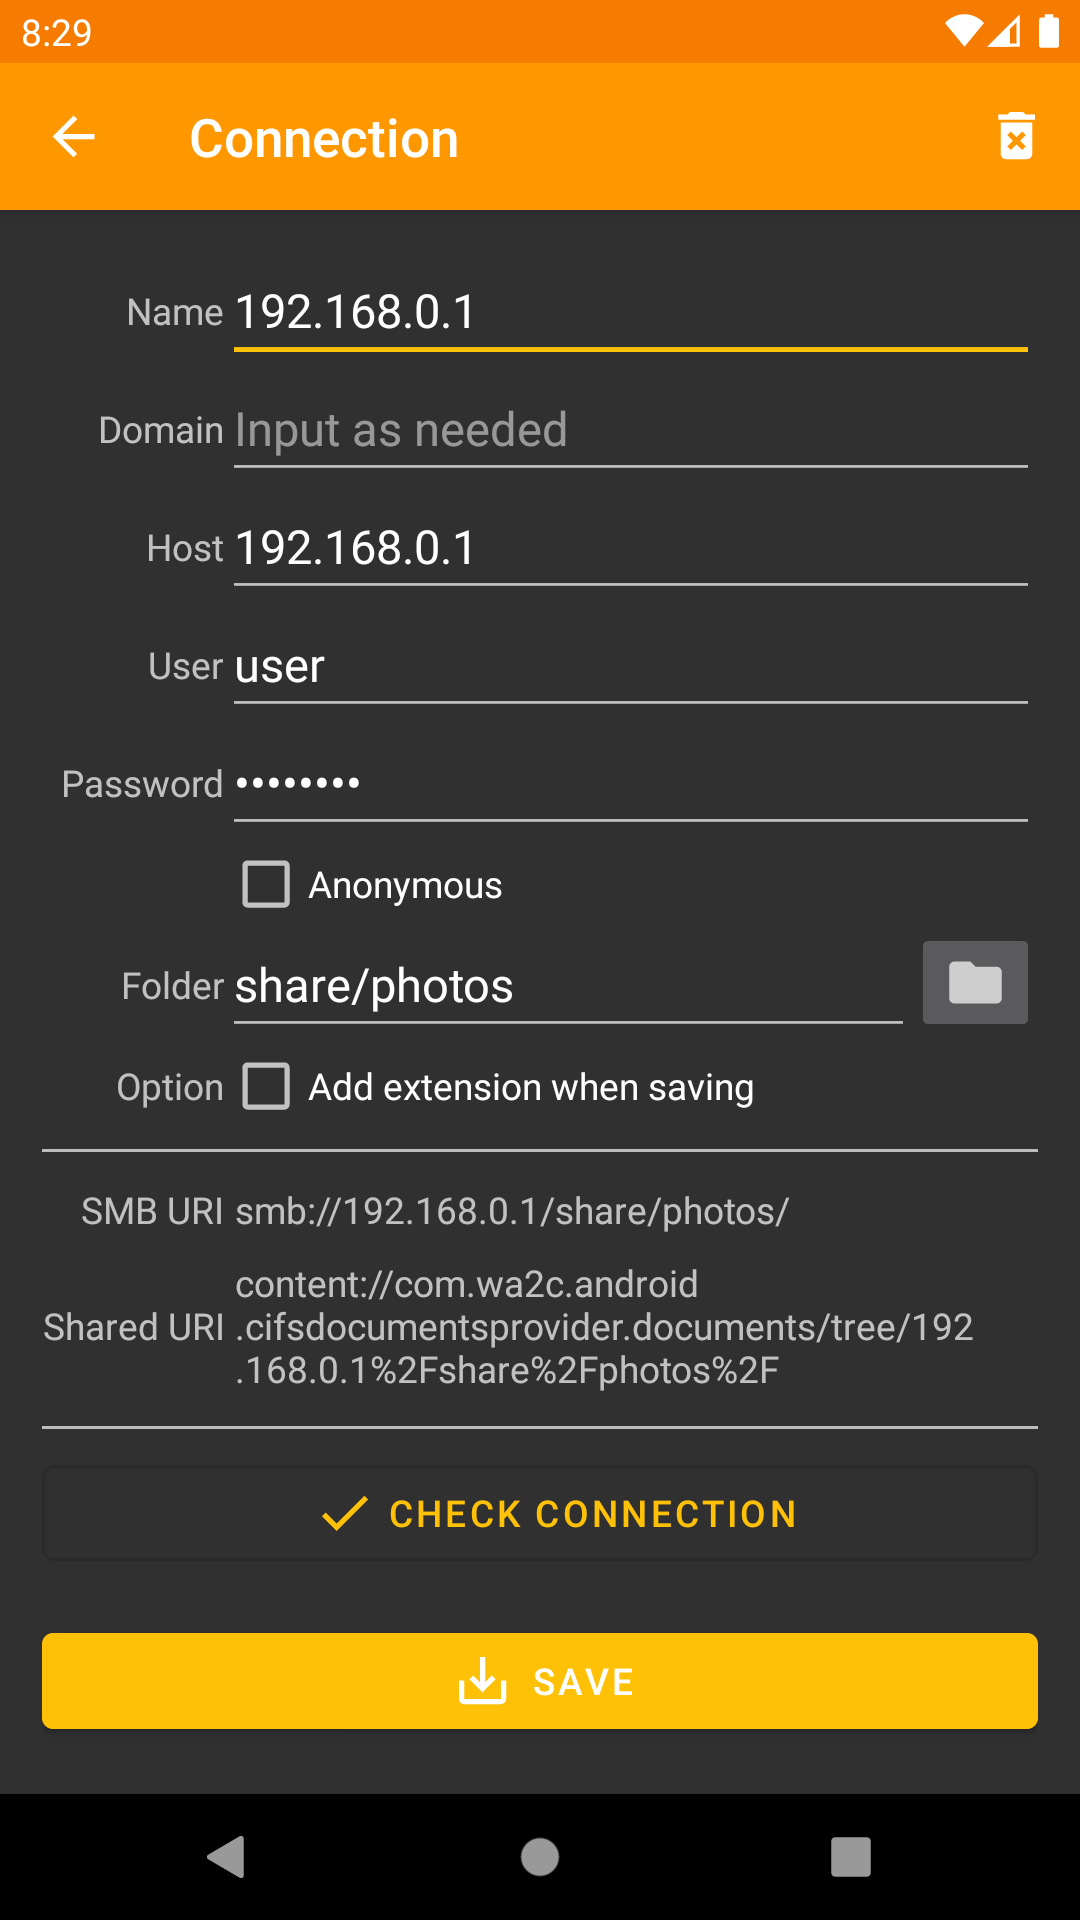 8:29
Connection
Name 192.168.0.1
Domain Input as needed
Host 192.168.0.1
User user
Password ••••••••
Anonymous
Folder share/photos
Option Add extension when saving
SMB URI smb://192.168.0.1/share/photos/
content://com.wa2c.android
Shared URI .cifsdocumentsprovider.documents/tree/192
.168.0.1%2Fshare%2Fphotos%2F
CHECK CONNECTION
SAVE